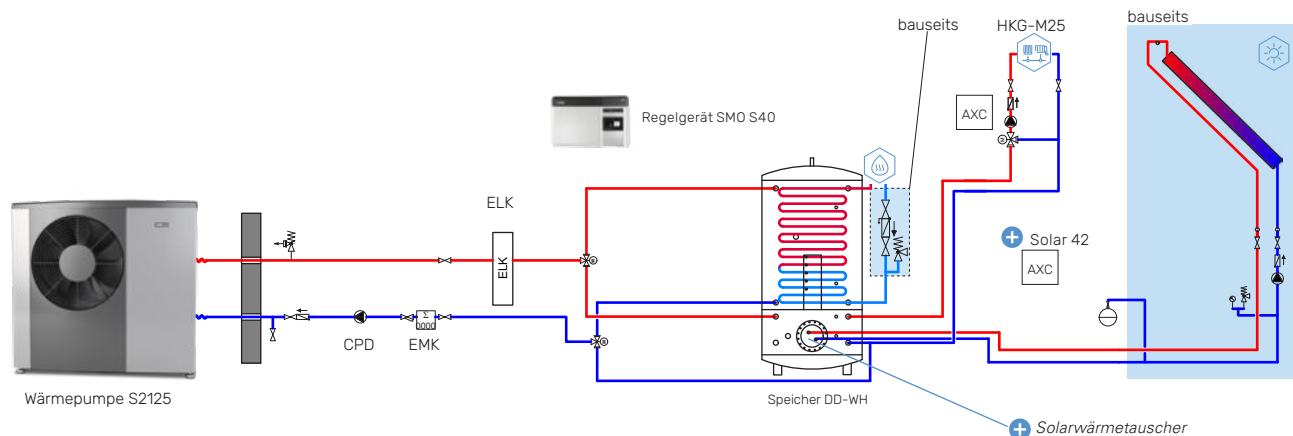 bauseits
HKG-M25
bauseits
AXC
Regelgerät SMO S40
ELK
ELK
Solar 42
AXC
CPD
EMK
Wärmepumpe S2125
Speicher DD-WH
Solarwärmetauscher